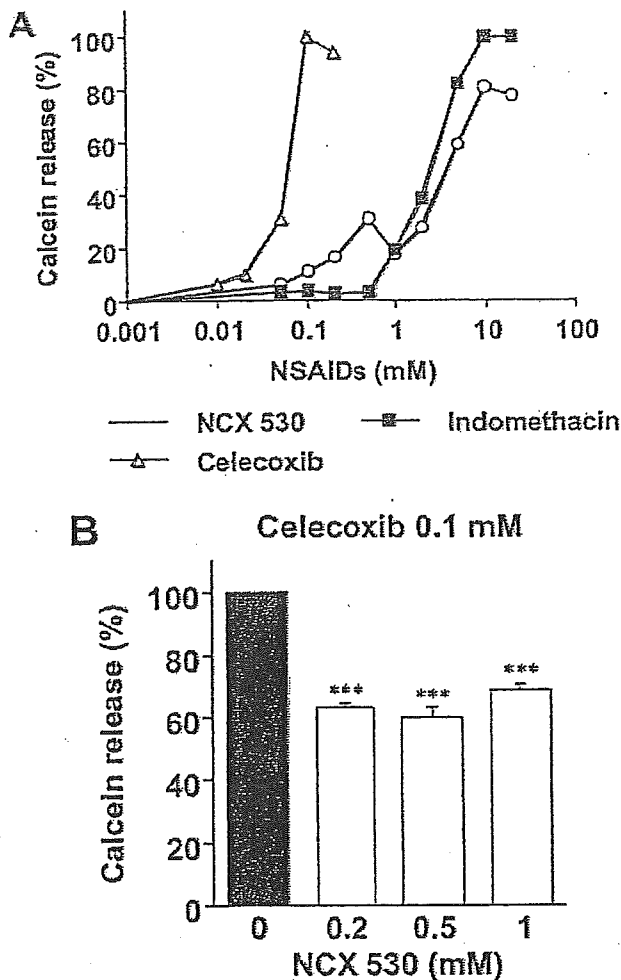 A
Calcein release (%)
100
80
60
40
20
0
0.001 0.01 0.1 1 10 100
NSAIDs (mM)
NCX 530
Indomethacin
Celecoxib
B
Celecoxib 0.1 mM
Calcein release (%)
100
80
60
40
20
0
*** *** ***
0 0.2 0.5 1
NCX 530 (mM)